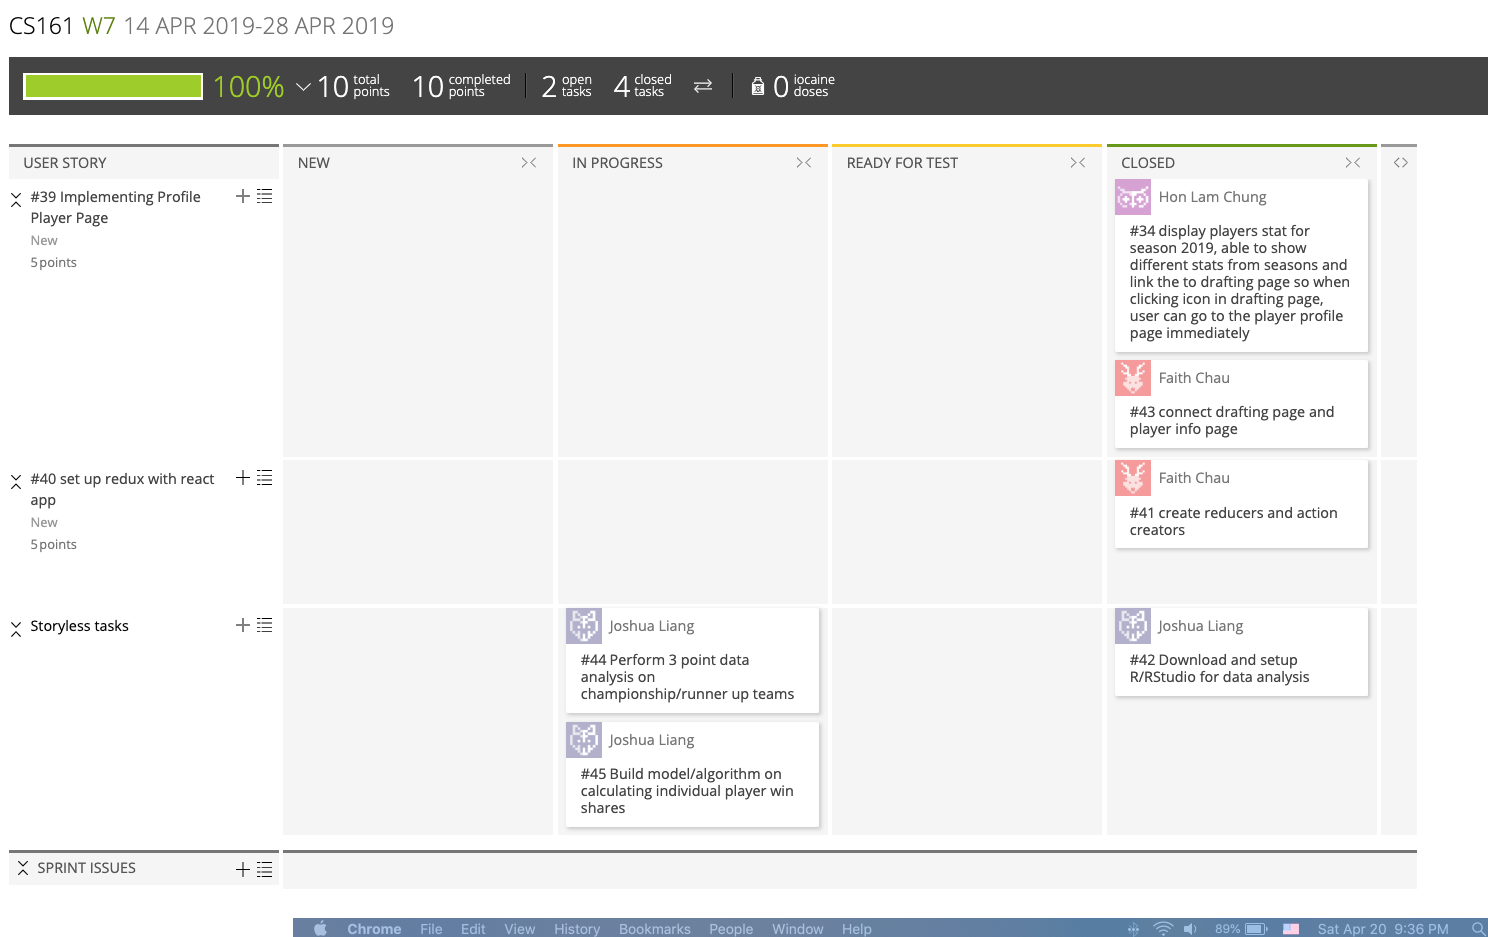 CS161 W7 14 APR 2019-28 APR 2019
100% 10 total points 10 completed points 2 open tasks 4 closed tasks 0 iocaine doses
USER STORY NEW IN PROGRESS READY FOR TEST CLOSED
#39 Implementing Profile
Player Page
New
5 points
Hon Lam Chung
#34 display players stat for
season 2019, able to show
different stats from seasons and
link the to drafting page so when
clicking icon in drafting page,
user can go to the player profile
page immediately
Faith Chau
#43 connect drafting page and
player info page
#40 set up redux with react
app
New
5 points
Faith Chau
#41 create reducers and action
creators
Storyless tasks
Joshua Liang
#44 Perform 3 point data
analysis on
championship/runner up teams
Joshua Liang
#45 Build model/algorithm on
calculating individual player win
shares
Joshua Liang
#42 Download and setup
R/RStudio for data analysis
SPRINT ISSUES
Chrome File Edit View History Bookmarks People Window Help 89% Sat Apr 20 9:36 PM